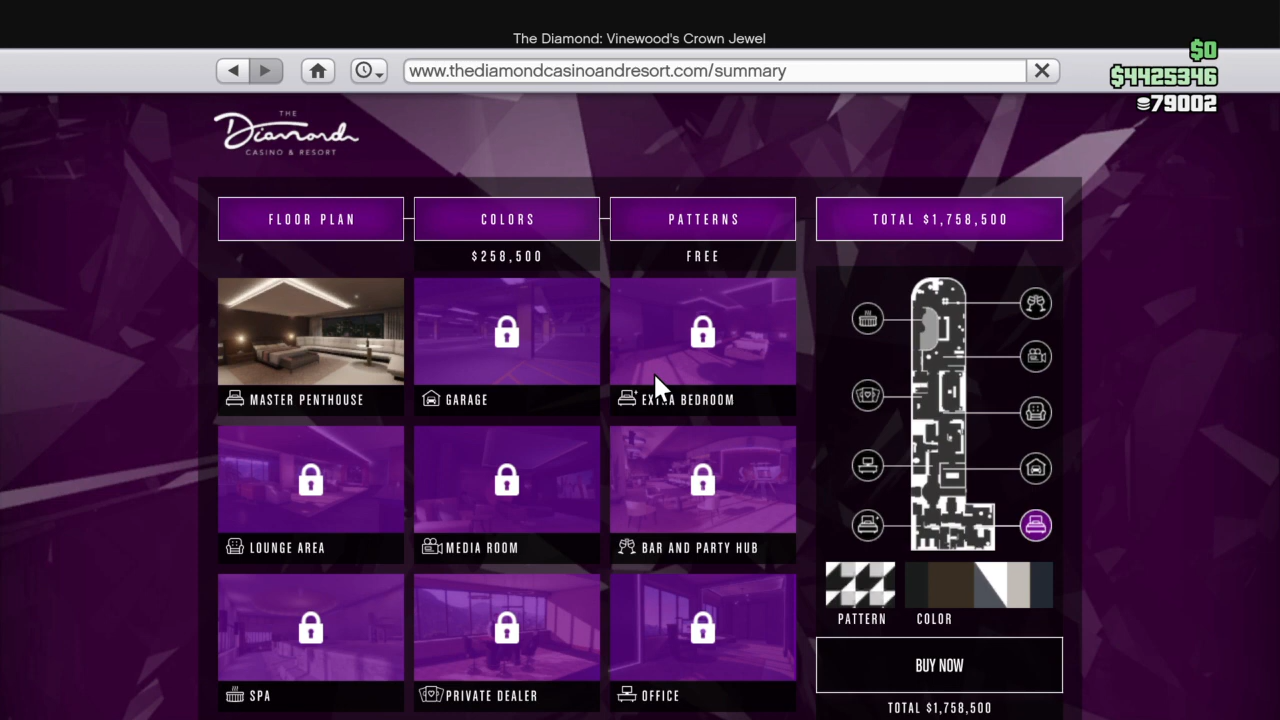 The Diamond: Vinewood's Crown Jewel
www.thediamondcasinoandresort.com/summary
$0
$4425346
79002
THE
Diamond
CASINO & RESORT
FLOOR PLAN
COLORS
PATTERNS
TOTAL $1,758,500
$258,500
FREE
MASTER PENTHOUSE
GARAGE
EXTRA BEDROOM
LOUNGE AREA
MEDIA ROOM
BAR AND PARTY HUB
PATTERN
COLOR
SPA
PRIVATE DEALER
OFFICE
BUY NOW
TOTAL $1,758,500